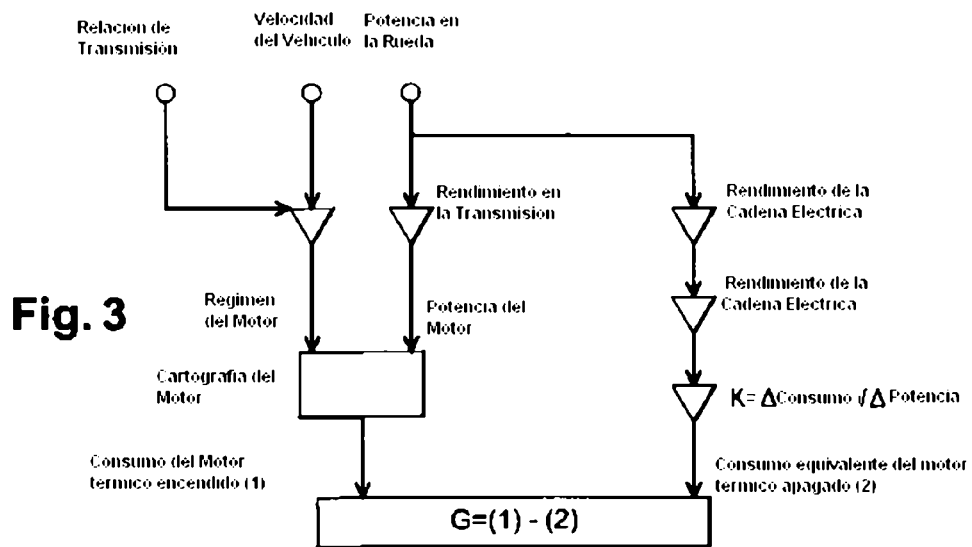 Relacion de
Transmisión
Velocidad
del Vehiculo
Potencia en
la Rueda
Rendimiento en
la Transmision
Rendimiento de la
Cadena Electrica
Rendimiento de la
Cadena Electrica
Fig. 3
Regimen
del Motor
Potencia del
Motor
Cartografia del
Motor
K= ΔConsumo / Δ Potencia
Consumo del Motor
termico encendido (1)
Consumo equivalente del motor
termico apagado (2)
G=(1) - (2)